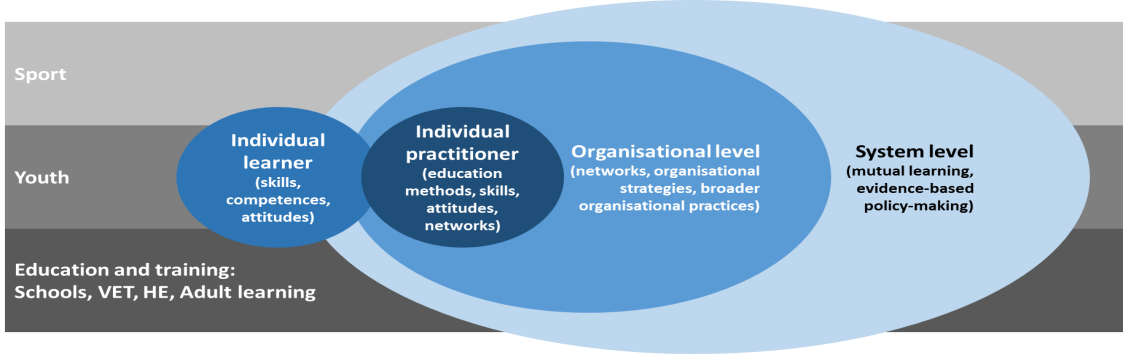 Sport
Youth
Education and training:
Schools, VET, HE, Adult learning
Individual
learner
(skills,
competences,
attitudes)
Individual
practitioner
(education
methods, skills,
attitudes,
networks)
Organisational level
(networks, organisational
strategies, broader
organisational practices)
System level
(mutual learning,
evidence-based
policy-making)